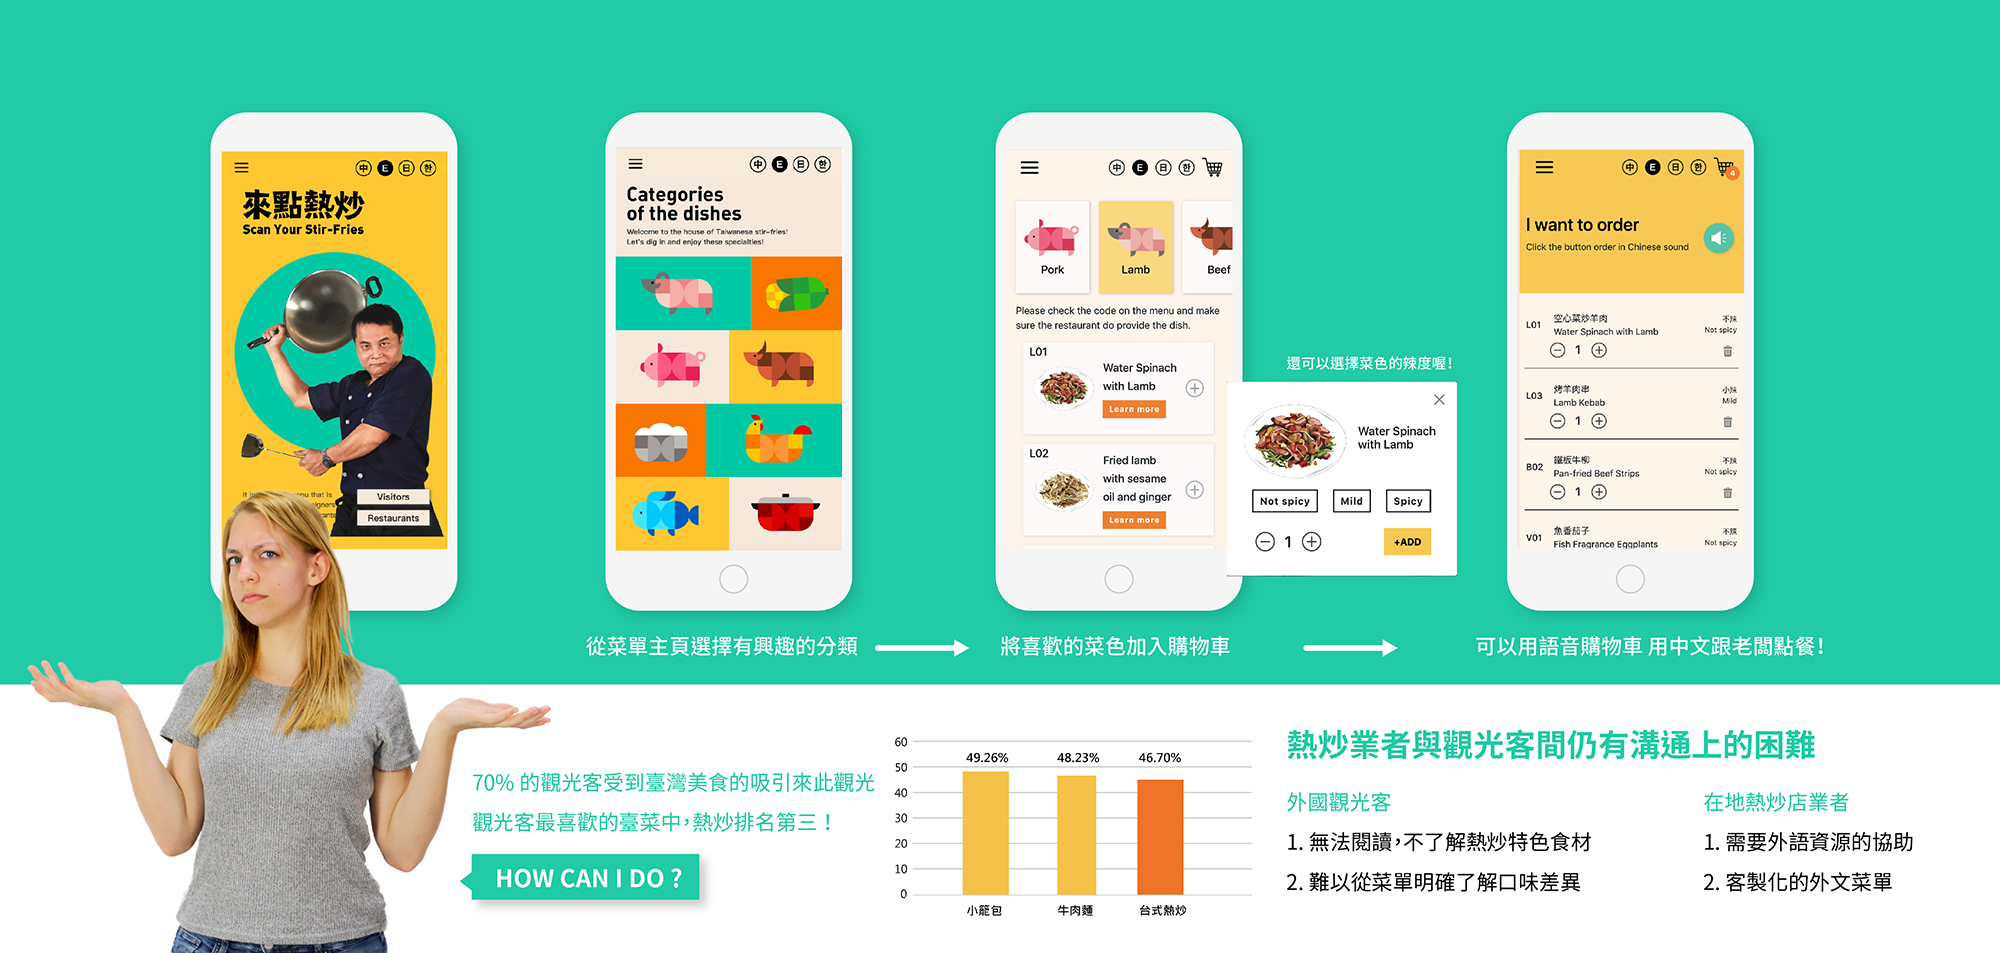 中 E 日 한
來點熱炒
Scan Your Stir-Fries
Visitors
Restaurants
中 E 日 한
Categories
of the dishes
Welcome to the house of Taiwanese stir-fries!
Let's dig in and enjoy these specialties!
中 E 日 한
Pork
Lamb
Beef
Please check the code on the menu and make
sure the restaurant do provide the dish.
L01
Water Spinach
with Lamb
Learn more
L02
Fried lamb
with sesame
oil and ginger
Learn more
還可以選擇菜色的辣度喔!
Water Spinach
with Lamb
Not spicy Mild Spicy
1
+ADD
中 E 日 한 4
I want to order
Click the button order in Chinese sound
L01 空心菜炒羊肉 不辣
Water Spinach with Lamb Not spicy
1
L03 烤羊肉串 小辣
Lamb Kebab Mild
1
B02 鐵板牛柳 不辣
Pan-fried Beef Strips Not spicy
1
V01 魚香茄子 不辣
Fish Fragrance Eggplants Not spicy
從菜單主頁選擇有興趣的分類
將喜歡的菜色加入購物車
可以用語音購物車 用中文跟老闆點餐!
70% 的觀光客受到臺灣美食的吸引來此觀光
觀光客最喜歡的臺菜中,熱炒排名第三!
HOW CAN I DO ?
60
50
40
30
20
10
0
49.26% 48.23% 46.70%
小籠包 牛肉麵 台式熱炒
熱炒業者與觀光客間仍有溝通上的困難
外國觀光客
1. 無法閱讀,不了解熱炒特色食材
2. 難以從菜單明確了解口味差異
在地熱炒店業者
1. 需要外語資源的協助
2. 客製化的外文菜單